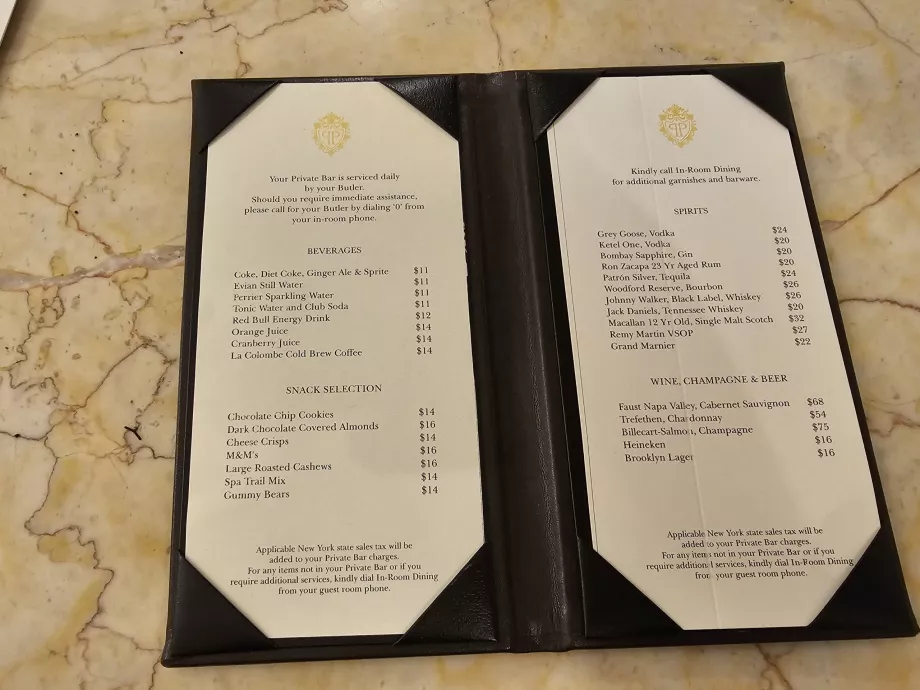 Your Private Bar is serviced daily
by your Butler.
Should you require immediate assistance,
please call for your Butler by dialing '0' from
your in-room phone.
BEVERAGES
Coke, Diet Coke, Ginger Ale & Sprite $11
Evian Still Water $11
Ferrier Sparkling Water $11
Tonic Water and Club Soda $11
Red Bull Energy Drink $12
Orange Juice $14
Cranberry Juice $14
La Colombe Cold Brew Coffee $14
SNACK SELECTION
Chocolate Chip Cookies $14
Dark Chocolate Covered Almonds $16
Cheese Crisps $14
M&M's $16
Large Roasted Cashews $16
Spa Trail Mix $14
Gummy Bears $14
Applicable New York state sales tax will be
added to your Private Bar charges.
For any items not in your Private Bar or if you
require additional services, kindly dial In-Room Dining
from your guest room phone.
PP
Kindly call In-Room Dining
for additional garnishes and barware.
SPIRITS
Grey Goose, Vodka $24
Ketel One, Vodka $20
Bombay Sapphire, Gin $20
Ron Zacapa 23 Yr Aged Rum $20
Patrón Silver, Tequila $24
Woodford Reserve, Bourbon $26
Johnny Walker, Black Label, Whiskey $26
Jack Daniels, Tennessee Whiskey $20
Macallan 12 Yr Old, Single Malt Scotch $32
Remy Martin VSOP $27
Grand Marnier $22
WINE, CHAMPAGNE & BEER
Faust Napa Valley, Cabernet Sauvignon $68
Trefethen, Chardonnay $54
Billecart-Salmon, Champagne $75
Heineken $16
Brooklyn Lager $16
Applicable New York state sales tax will be
added to your Private Bar charges.
For any items not in your Private Bar or if you
require additional services, kindly dial In-Room Dining
from your guest room phone.